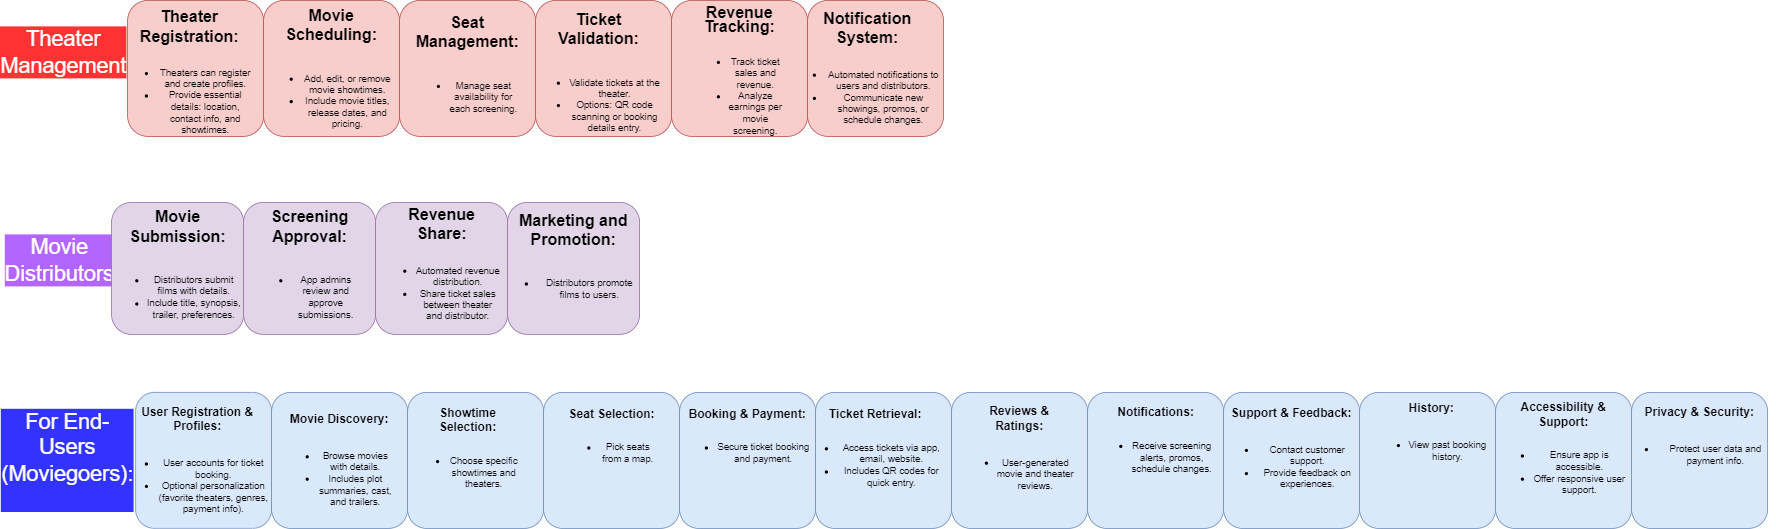 Theater
Management
Theater
Registration:
• Theaters can register
and create profiles.
• Provide essential
details: location,
contact info, and
showtimes.
Movie
Scheduling:
• Add, edit, or remove
movie showtimes.
• Include movie titles,
release dates, and
pricing.
Seat
Management:
• Manage seat
availability for
each screening.
Ticket
Validation:
• Validate tickets at the
theater.
• Options: QR code
scanning or booking
details entry.
Revenue
Tracking:
• Track ticket
sales and
revenue.
• Analyze
earnings per
movie
screening.
Notification
System:
• Automated notifications to
users and distributors.
• Communicate new
showings, promos, or
schedule changes.
Movie
Distributors
Movie
Submission:
• Distributors submit
films with details.
• Include title, synopsis,
trailer, preferences.
Screening
Approval:
• App admins
review and
approve
submissions.
Revenue
Share:
• Automated revenue
distribution.
• Share ticket sales
between theater
and distributor.
Marketing and
Promotion:
• Distributors promote
films to users.
For End-
Users
(Moviegoers):
User Registration &
Profiles:
• User accounts for ticket
booking.
• Optional personalization
(favorite theaters, genres,
payment info).
Movie Discovery:
• Browse movies
with details.
• Includes plot
summaries, cast,
and trailers.
Showtime
Selection:
• Choose specific
showtimes and
theaters.
Seat Selection:
• Pick seats
from a map.
Booking & Payment:
• Secure ticket booking
and payment.
Ticket Retrieval:
• Access tickets via app,
email, website.
• Includes QR codes for
quick entry.
Reviews &
Ratings:
• User-generated
movie and theater
reviews.
Notifications:
• Receive screening
alerts, promos,
schedule changes.
Support & Feedback:
• Contact customer
support.
• Provide feedback on
experiences.
History:
• View past booking
history.
Accessibility &
Support:
• Ensure app is
accessible.
• Offer responsive user
support.
Privacy & Security:
• Protect user data and
payment info.